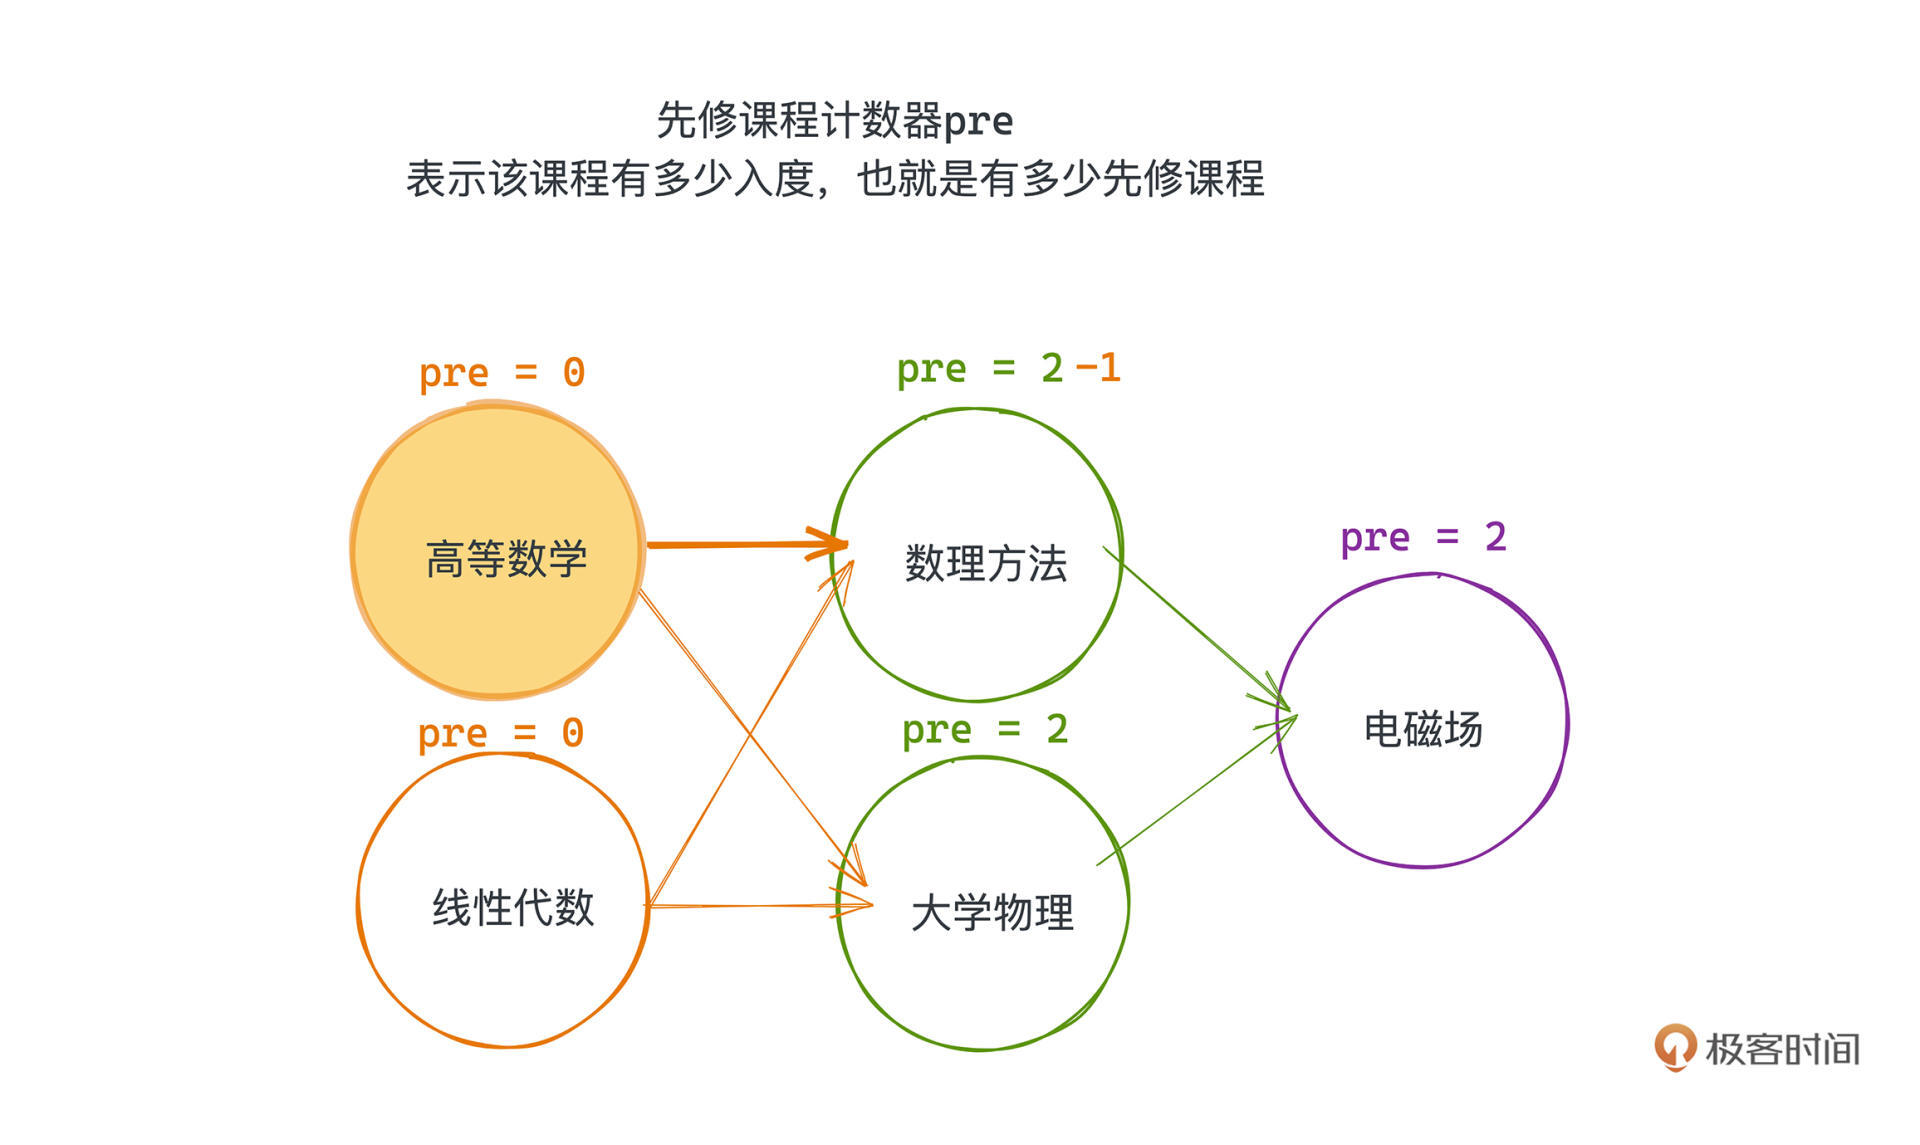 先修课程计数器pre
表示该课程有多少入度，也就是有多少先修课程
pre = 0
pre = 2 -1
高等数学
数理方法
pre = 2
电磁场
pre = 0
pre = 2
线性代数
大学物理
极客时间